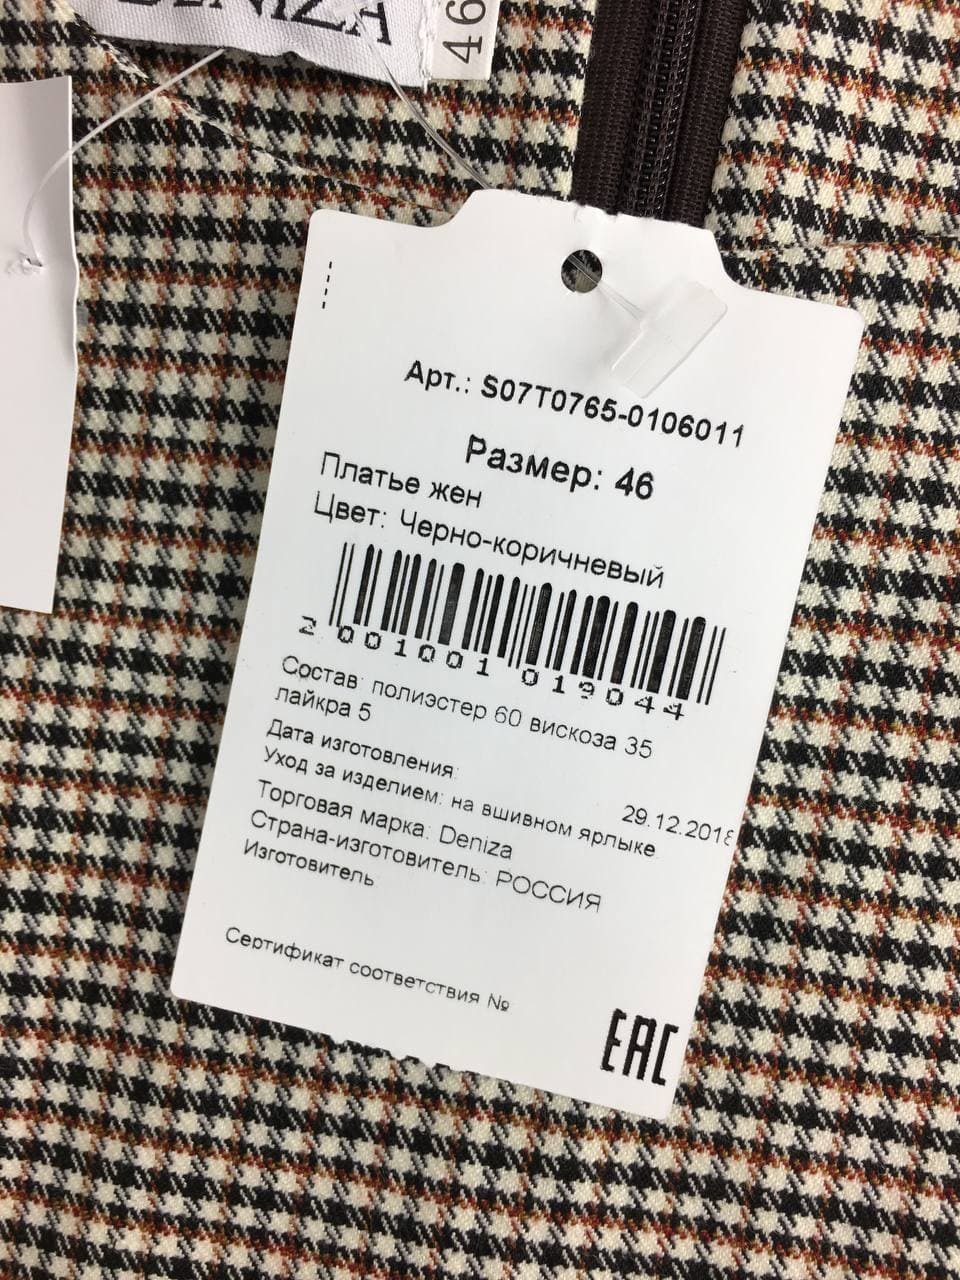 DENIZA
46
Арт.: S07T0765-0106011
Размер: 46
Платье жен
Цвет: Черно-коричневый
2 001001 019044
Состав: полиэстер 60 вискоза 35
лайкра 5
Дата изготовления:
29.12.2018
Уход за изделием: на вшивном ярлыке
Торговая марка: Deniza
Страна-изготовитель: РОССИЯ
Изготовитель
Сертификат соответствия №
EAC